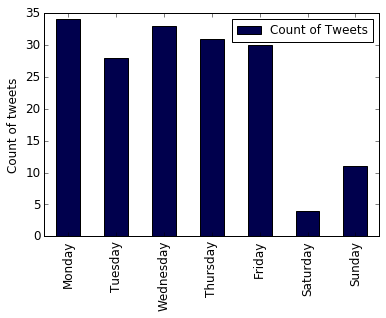 35
30
25
20
15
10
5
0
Count of tweets
Count of Tweets
Monday
Tuesday
Wednesday
Thursday
Friday
Saturday
Sunday